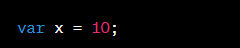 var x = 10;